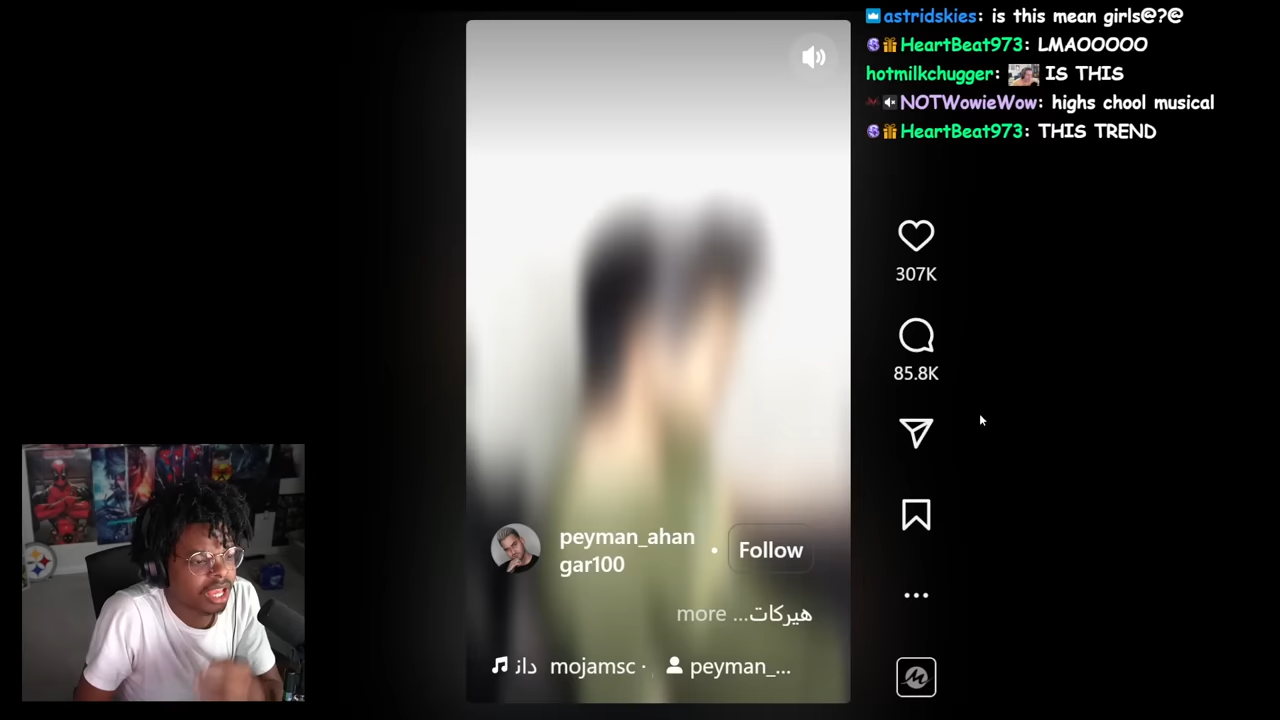 astridskies: is this mean girls@?@
HeartBeat973: LMAOOOOO
hotmilkchugger: IS THIS
NOTWowieWow: highs chool musical
HeartBeat973: THIS TREND
307K
85.8K
peyman_ahan
gar100
• Follow
هیرکات... more
داز mojamsc · peyman_...